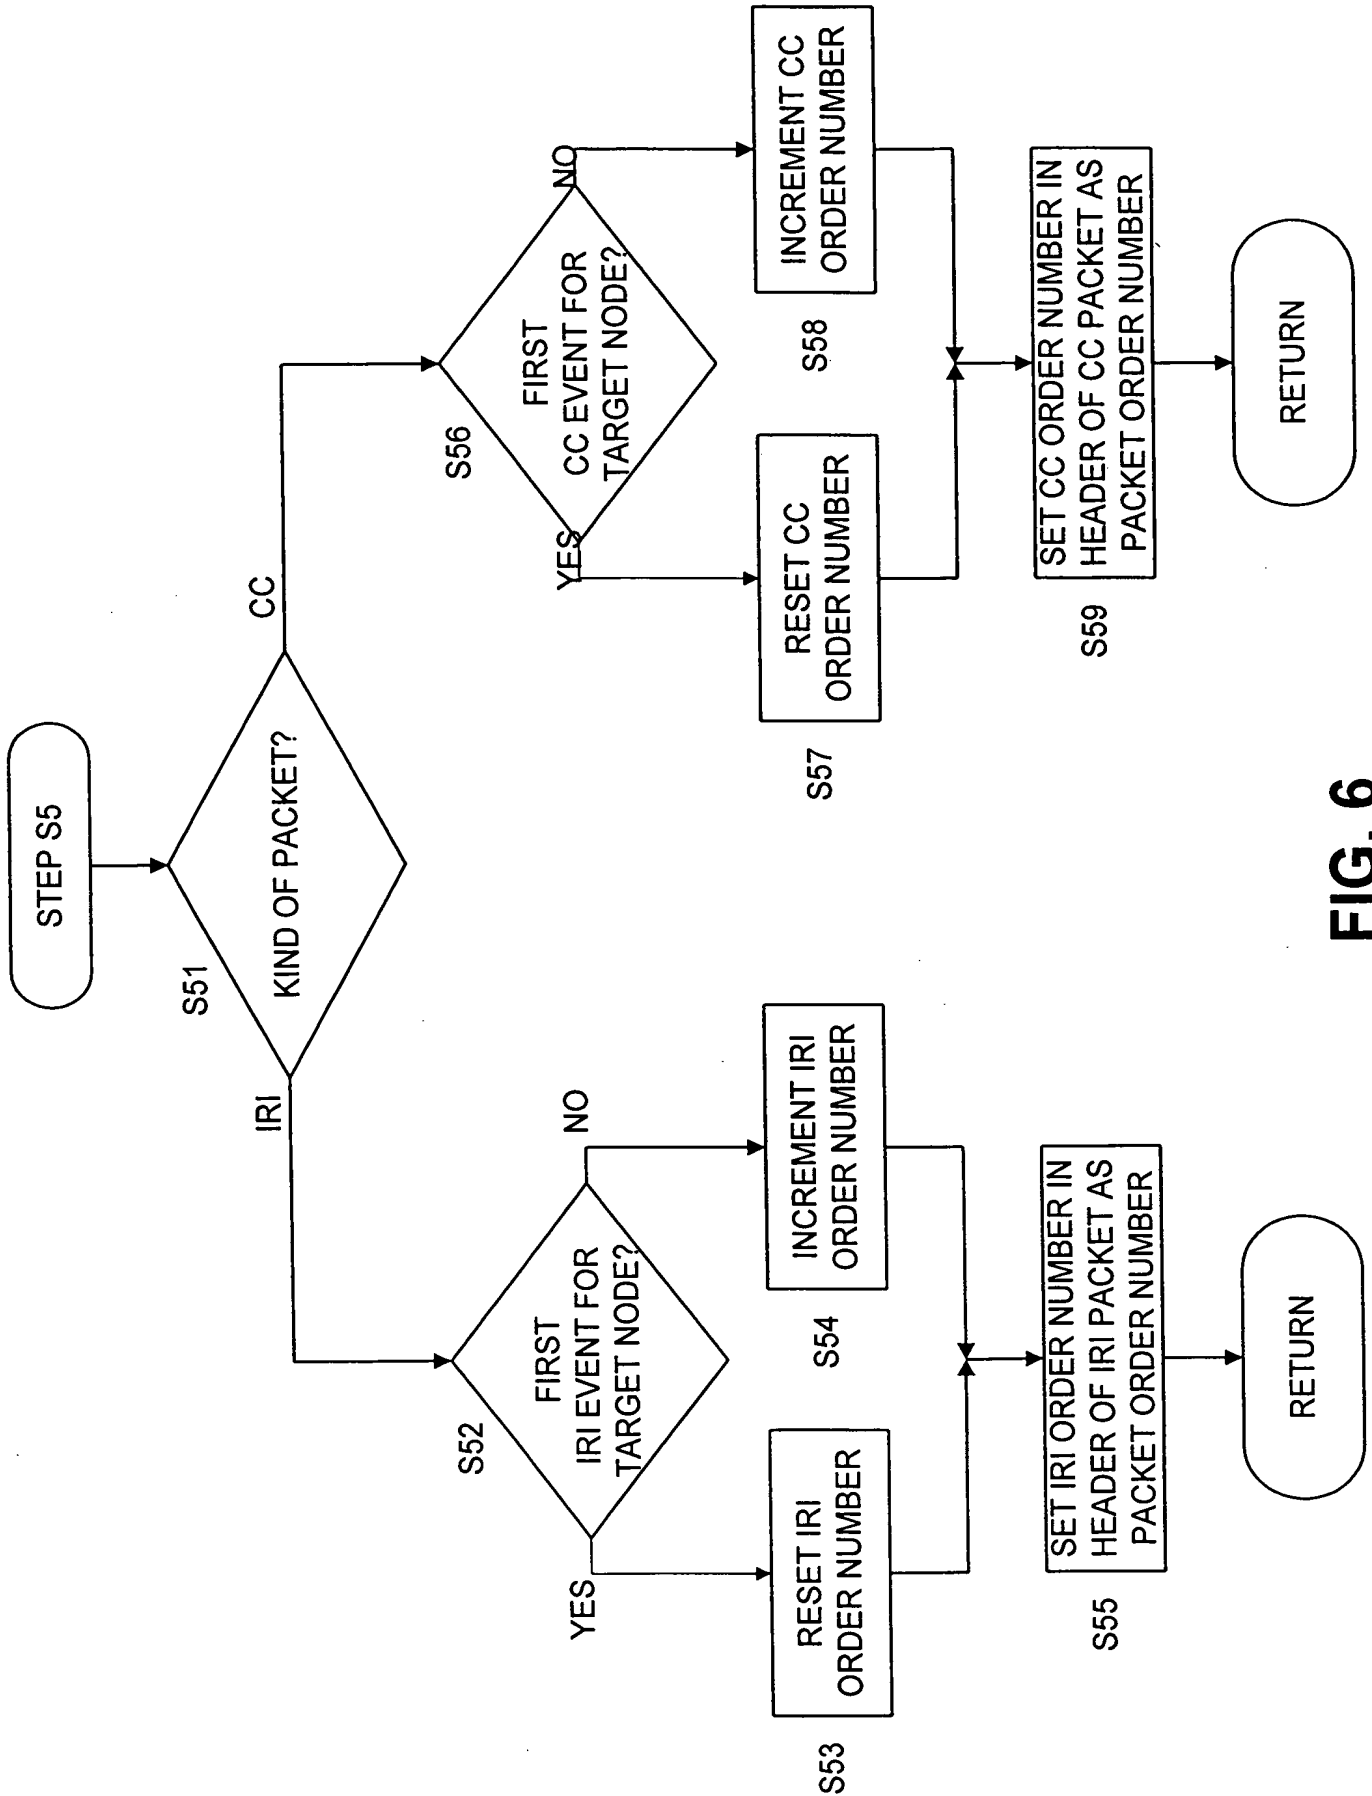 STEP S5
S51
KIND OF PACKET?
IRI
CC
S52
FIRST
IRI EVENT FOR
TARGET NODE?
YES
NO
S53
RESET IRI
ORDER NUMBER
S54
INCREMENT IRI
ORDER NUMBER
S55
SET IRI ORDER NUMBER IN
HEADER OF IRI PACKET AS
PACKET ORDER NUMBER
RETURN
S56
FIRST
CC EVENT FOR
TARGET NODE?
YES
NO
S57
RESET CC
ORDER NUMBER
S58
INCREMENT CC
ORDER NUMBER
S59
SET CC ORDER NUMBER IN
HEADER OF CC PACKET AS
PACKET ORDER NUMBER
RETURN
FIG. 6